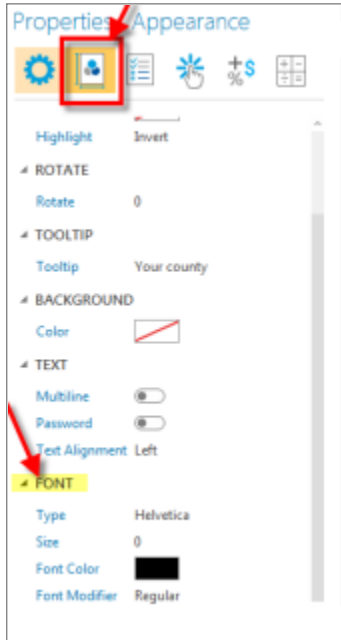 Properties Appearance
+ - % $
Highlight Invert
ROTATE
Rotate 0
TOOLTIP
Tooltip Your county
BACKGROUND
Color
TEXT
Multiline
Password
Text Alignment Left
FONT
Type Helvetica
Size 0
Font Color
Font Modifier Regular